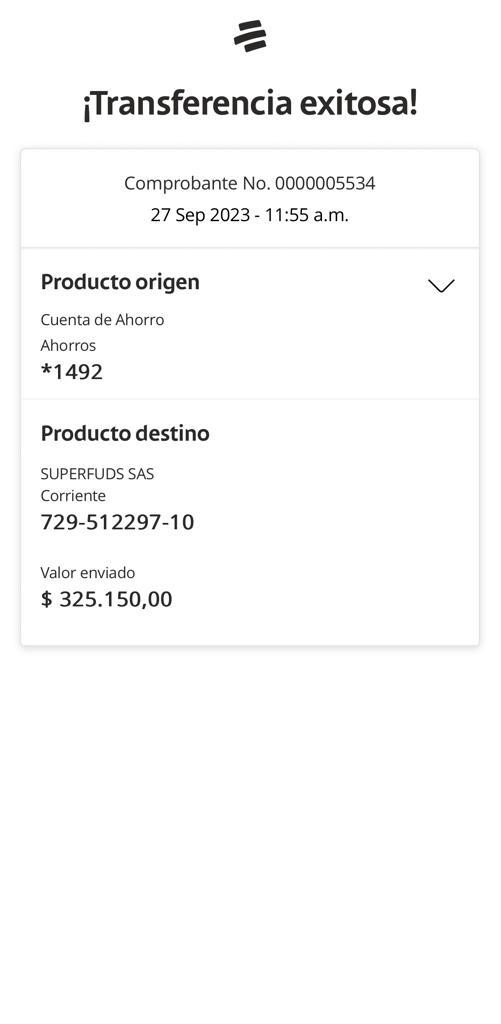 ¡Transferencia exitosa!
Comprobante No. 0000005534
27 Sep 2023 - 11:55 a.m.
Producto origen
Cuenta de Ahorro
Ahorros
*1492
Producto destino
SUPERFUDS SAS
Corriente
729-512297-10
Valor enviado
$ 325.150,00